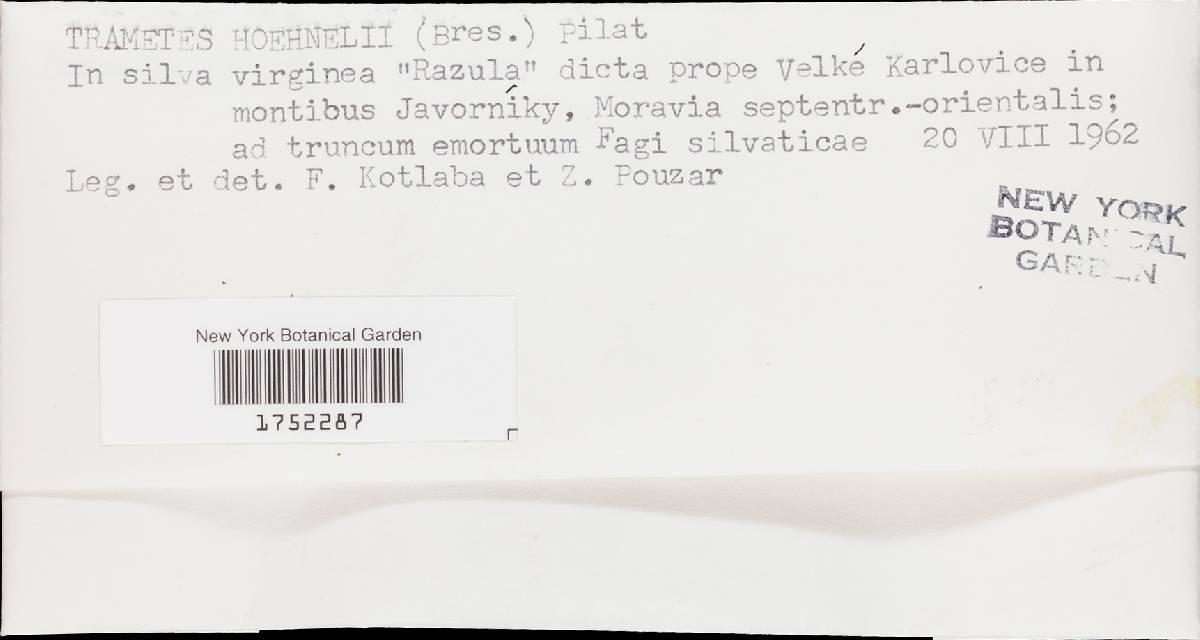 TRAMETES HOEHNELII (Bres.) Pilat
In silva virginea "Razula" dicta prope Velké Karlovice in
montibus Javorníky, Moravia septentr.-orientalis;
ad truncum emortuum Fagi silvaticae 20 VIII 1962
Leg. et det. F. Kotlaba et Z. Pouzar
NEW YORK
BOTANICAL
GARDEN
New York Botanical Garden
1752287